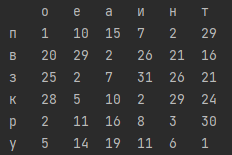 о е а и н т
п 1 10 15 7 2 29
в 20 29 2 26 21 16
з 25 2 7 31 26 21
к 28 5 10 2 29 24
р 2 11 16 8 3 30
у 5 14 19 11 6 1